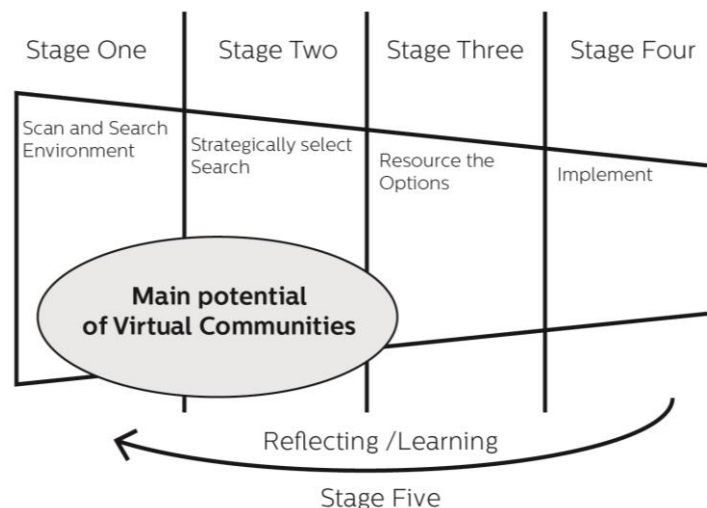 Stage One
Stage Two
Stage Three
Stage Four
Scan and Search
Environment
Strategically select
Search
Resource the
Options
Implement
Main potential
of Virtual Communities
Reflecting /Learning
Stage Five